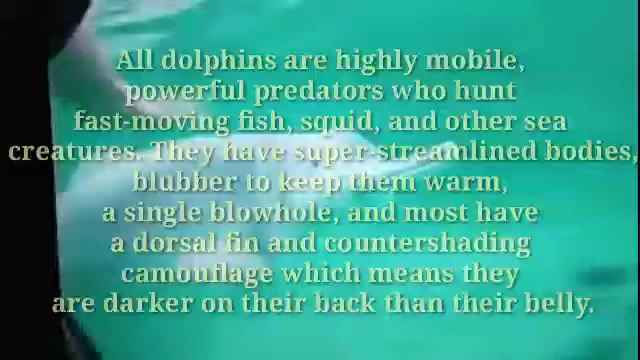 All dolphins are highly mobile,
powerful predators who hunt
fast-moving fish, squid, and other sea
creatures. They have super-streamlined bodies,
blubber to keep them warm,
a single blowhole, and most have
a dorsal fin and countershading
camouflage which means they
are darker on their back than their belly.